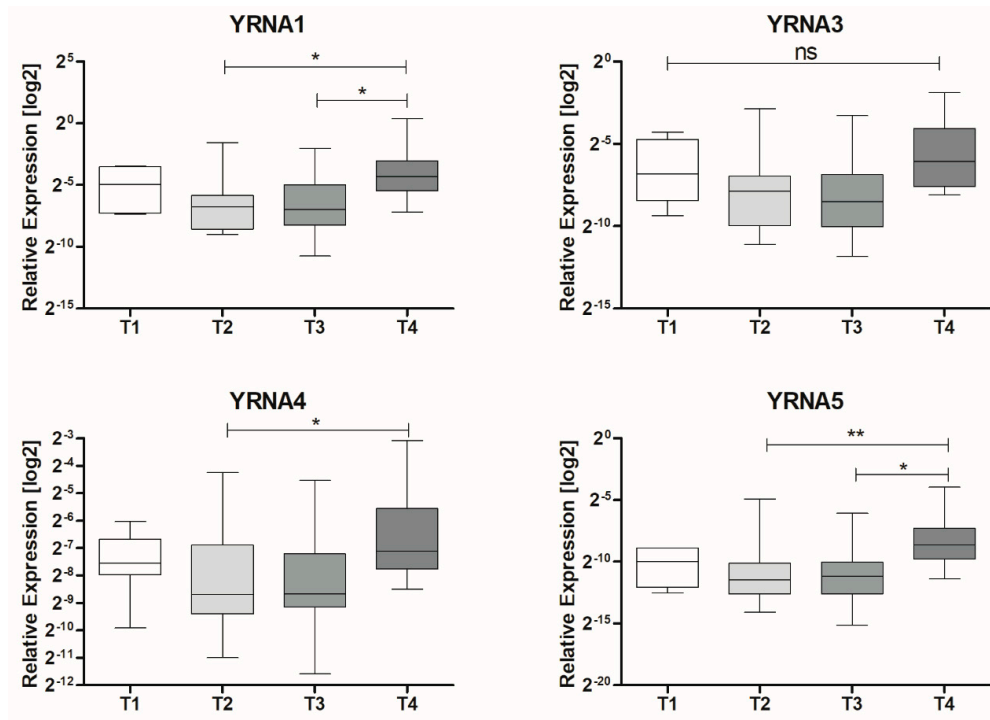 YRNA1
Relative Expression [log2]
2^5
2^0
2^-5
2^-10
2^-15
*
*
T1 T2 T3 T4
YRNA3
Relative Expression [log2]
2^0
2^-5
2^-10
2^-15
ns
T1 T2 T3 T4
YRNA4
Relative Expression [log2]
2^-3
2^-4
2^-5
2^-6
2^-7
2^-8
2^-9
2^-10
2^-11
2^-12
*
T1 T2 T3 T4
YRNA5
Relative Expression [log2]
2^0
2^-5
2^-10
2^-15
2^-20
**
*
T1 T2 T3 T4